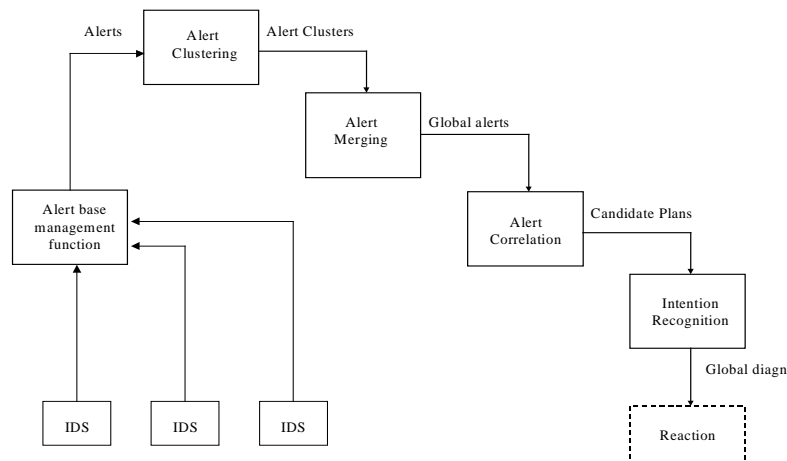 Alerts
Alert
Clustering
Alert Clusters
Alert
Merging
Global alerts
Alert base
management
function
Alert
Correlation
Candidate Plans
Intention
Recognition
Global diagn
IDS
IDS
IDS
Reaction